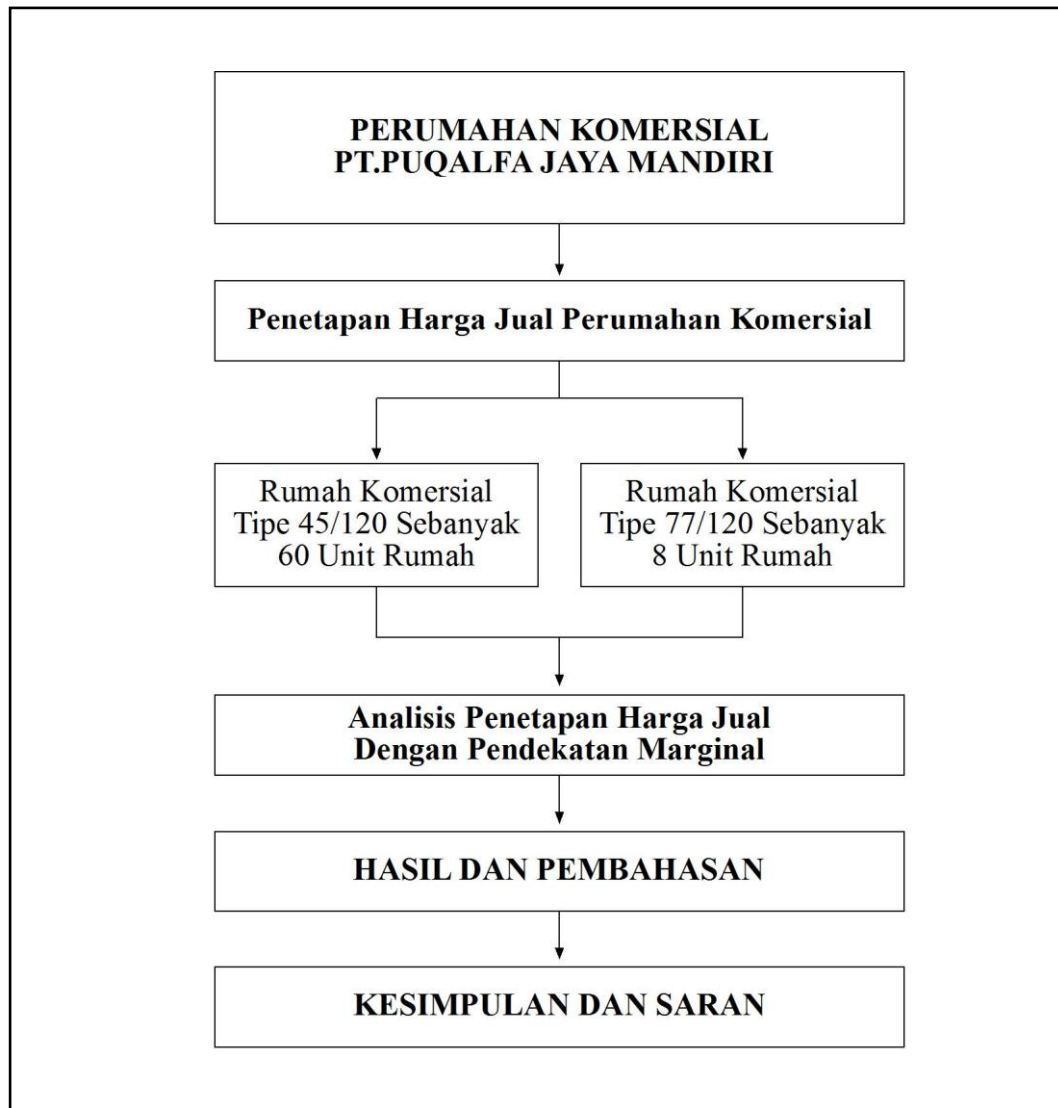 PERUMAHAN KOMERSIAL
PT.PUQALFA JAYA MANDIRI
Penetapan Harga Jual Perumahan Komersial
Rumah Komersial
Tipe 45/120 Sebanyak
60 Unit Rumah
Rumah Komersial
Tipe 77/120 Sebanyak
8 Unit Rumah
Analisis Penetapan Harga Jual
Dengan Pendekatan Marginal
HASIL DAN PEMBAHASAN
KESIMPULAN DAN SARAN